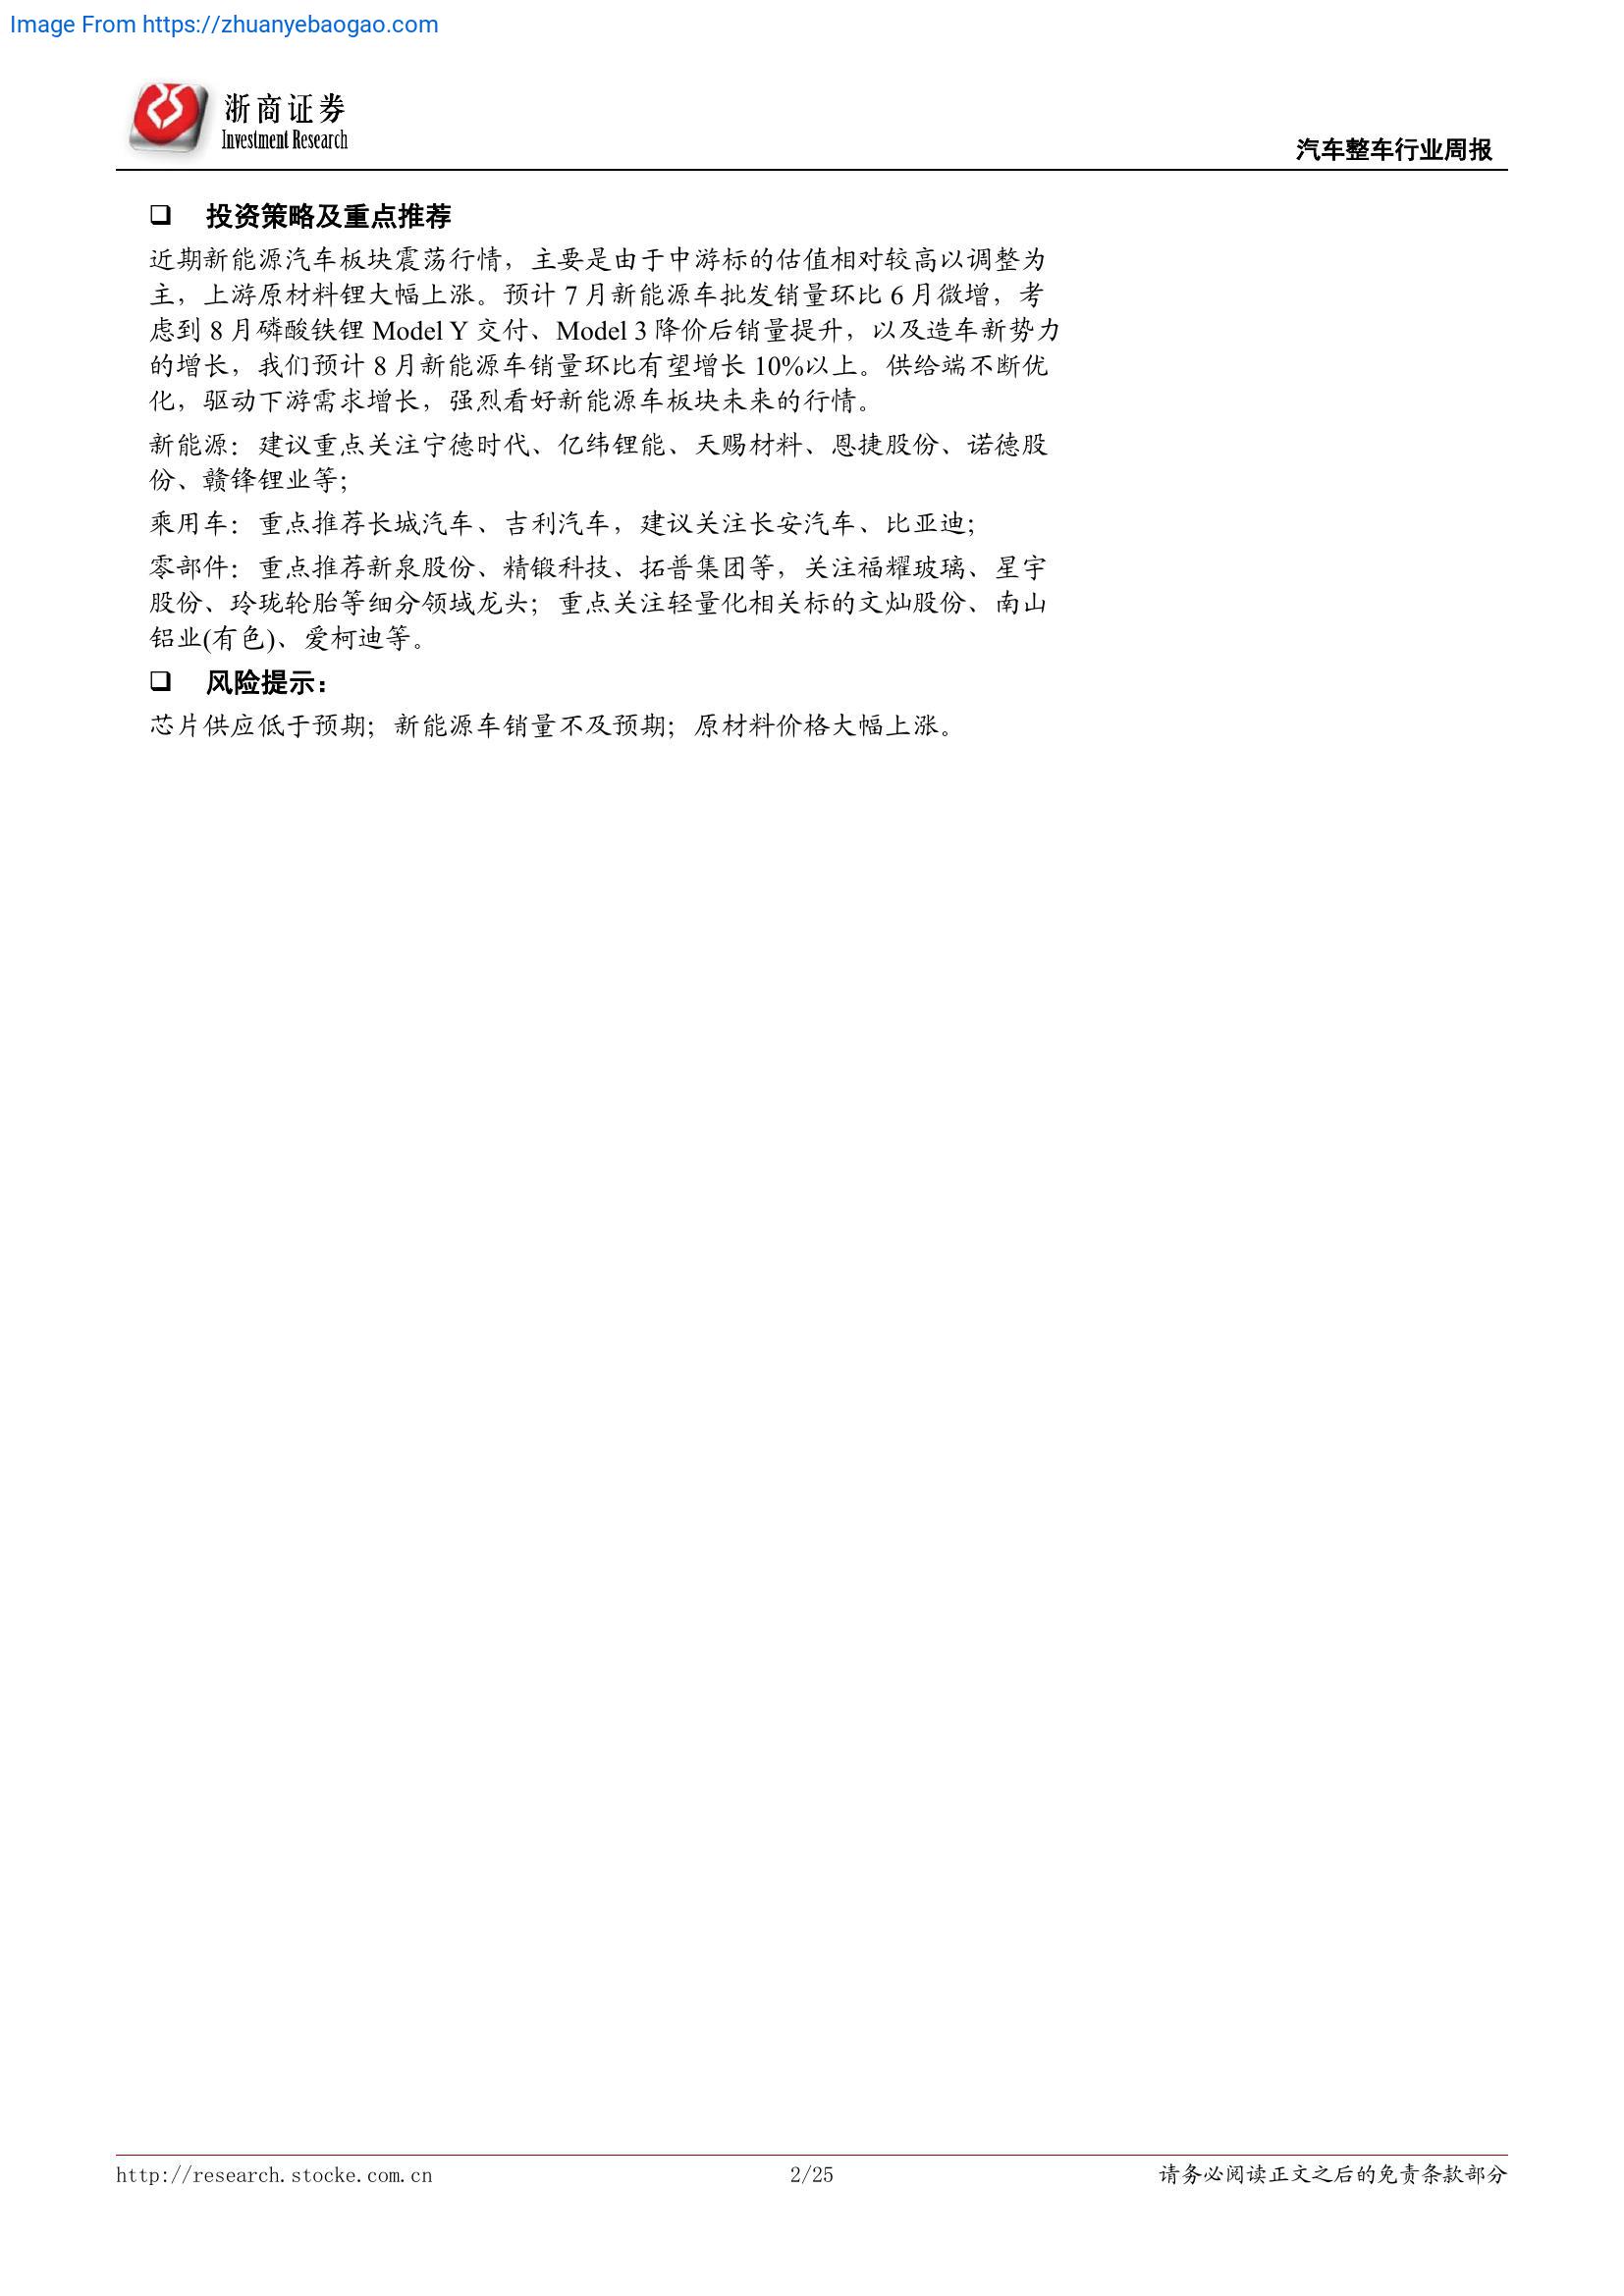 Image From https://zhuanyebaogao.com
浙商证券
Investment Research
汽车整车行业周报
❑ 投资策略及重点推荐
近期新能源汽车板块震荡行情，主要是由于中游标的估值相对较高以调整为
主，上游原材料锂大幅上涨。预计 7 月新能源车批发销量环比 6 月微增，考
虑到 8 月磷酸铁锂 Model Y 交付、Model 3 降价后销量提升，以及造车新势力
的增长，我们预计 8 月新能源车销量环比有望增长 10%以上。供给端不断优
化，驱动下游需求增长，强烈看好新能源车板块未来的行情。
新能源：建议重点关注宁德时代、亿纬锂能、天赐材料、恩捷股份、诺德股
份、赣锋锂业等；
乘用车：重点推荐长城汽车、吉利汽车，建议关注长安汽车、比亚迪；
零部件：重点推荐新泉股份、精锻科技、拓普集团等，关注福耀玻璃、星宇
股份、玲珑轮胎等细分领域龙头；重点关注轻量化相关标的文灿股份、南山
铝业(有色)、爱柯迪等。
❑ 风险提示：
芯片供应低于预期；新能源车销量不及预期；原材料价格大幅上涨。
http://research.stocke.com.cn
2/25
请务必阅读正文之后的免责条款部分